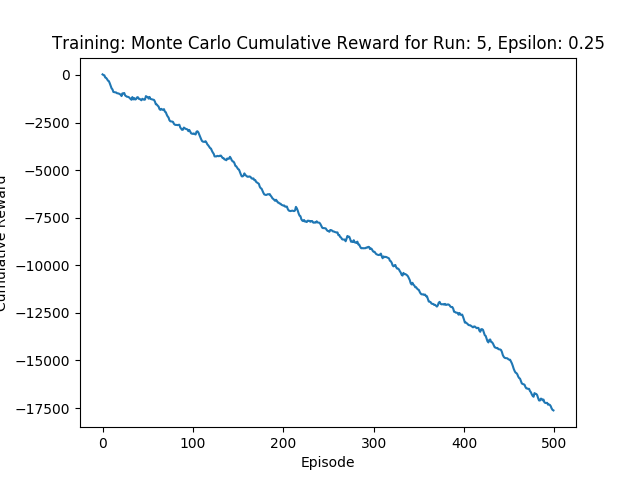 Training: Monte Carlo Cumulative Reward for Run: 5, Epsilon: 0.25
0
−2500
−5000
−7500
−10000
−12500
−15000
−17500
Cumulative Reward
0 100 200 300 400 500
Episode